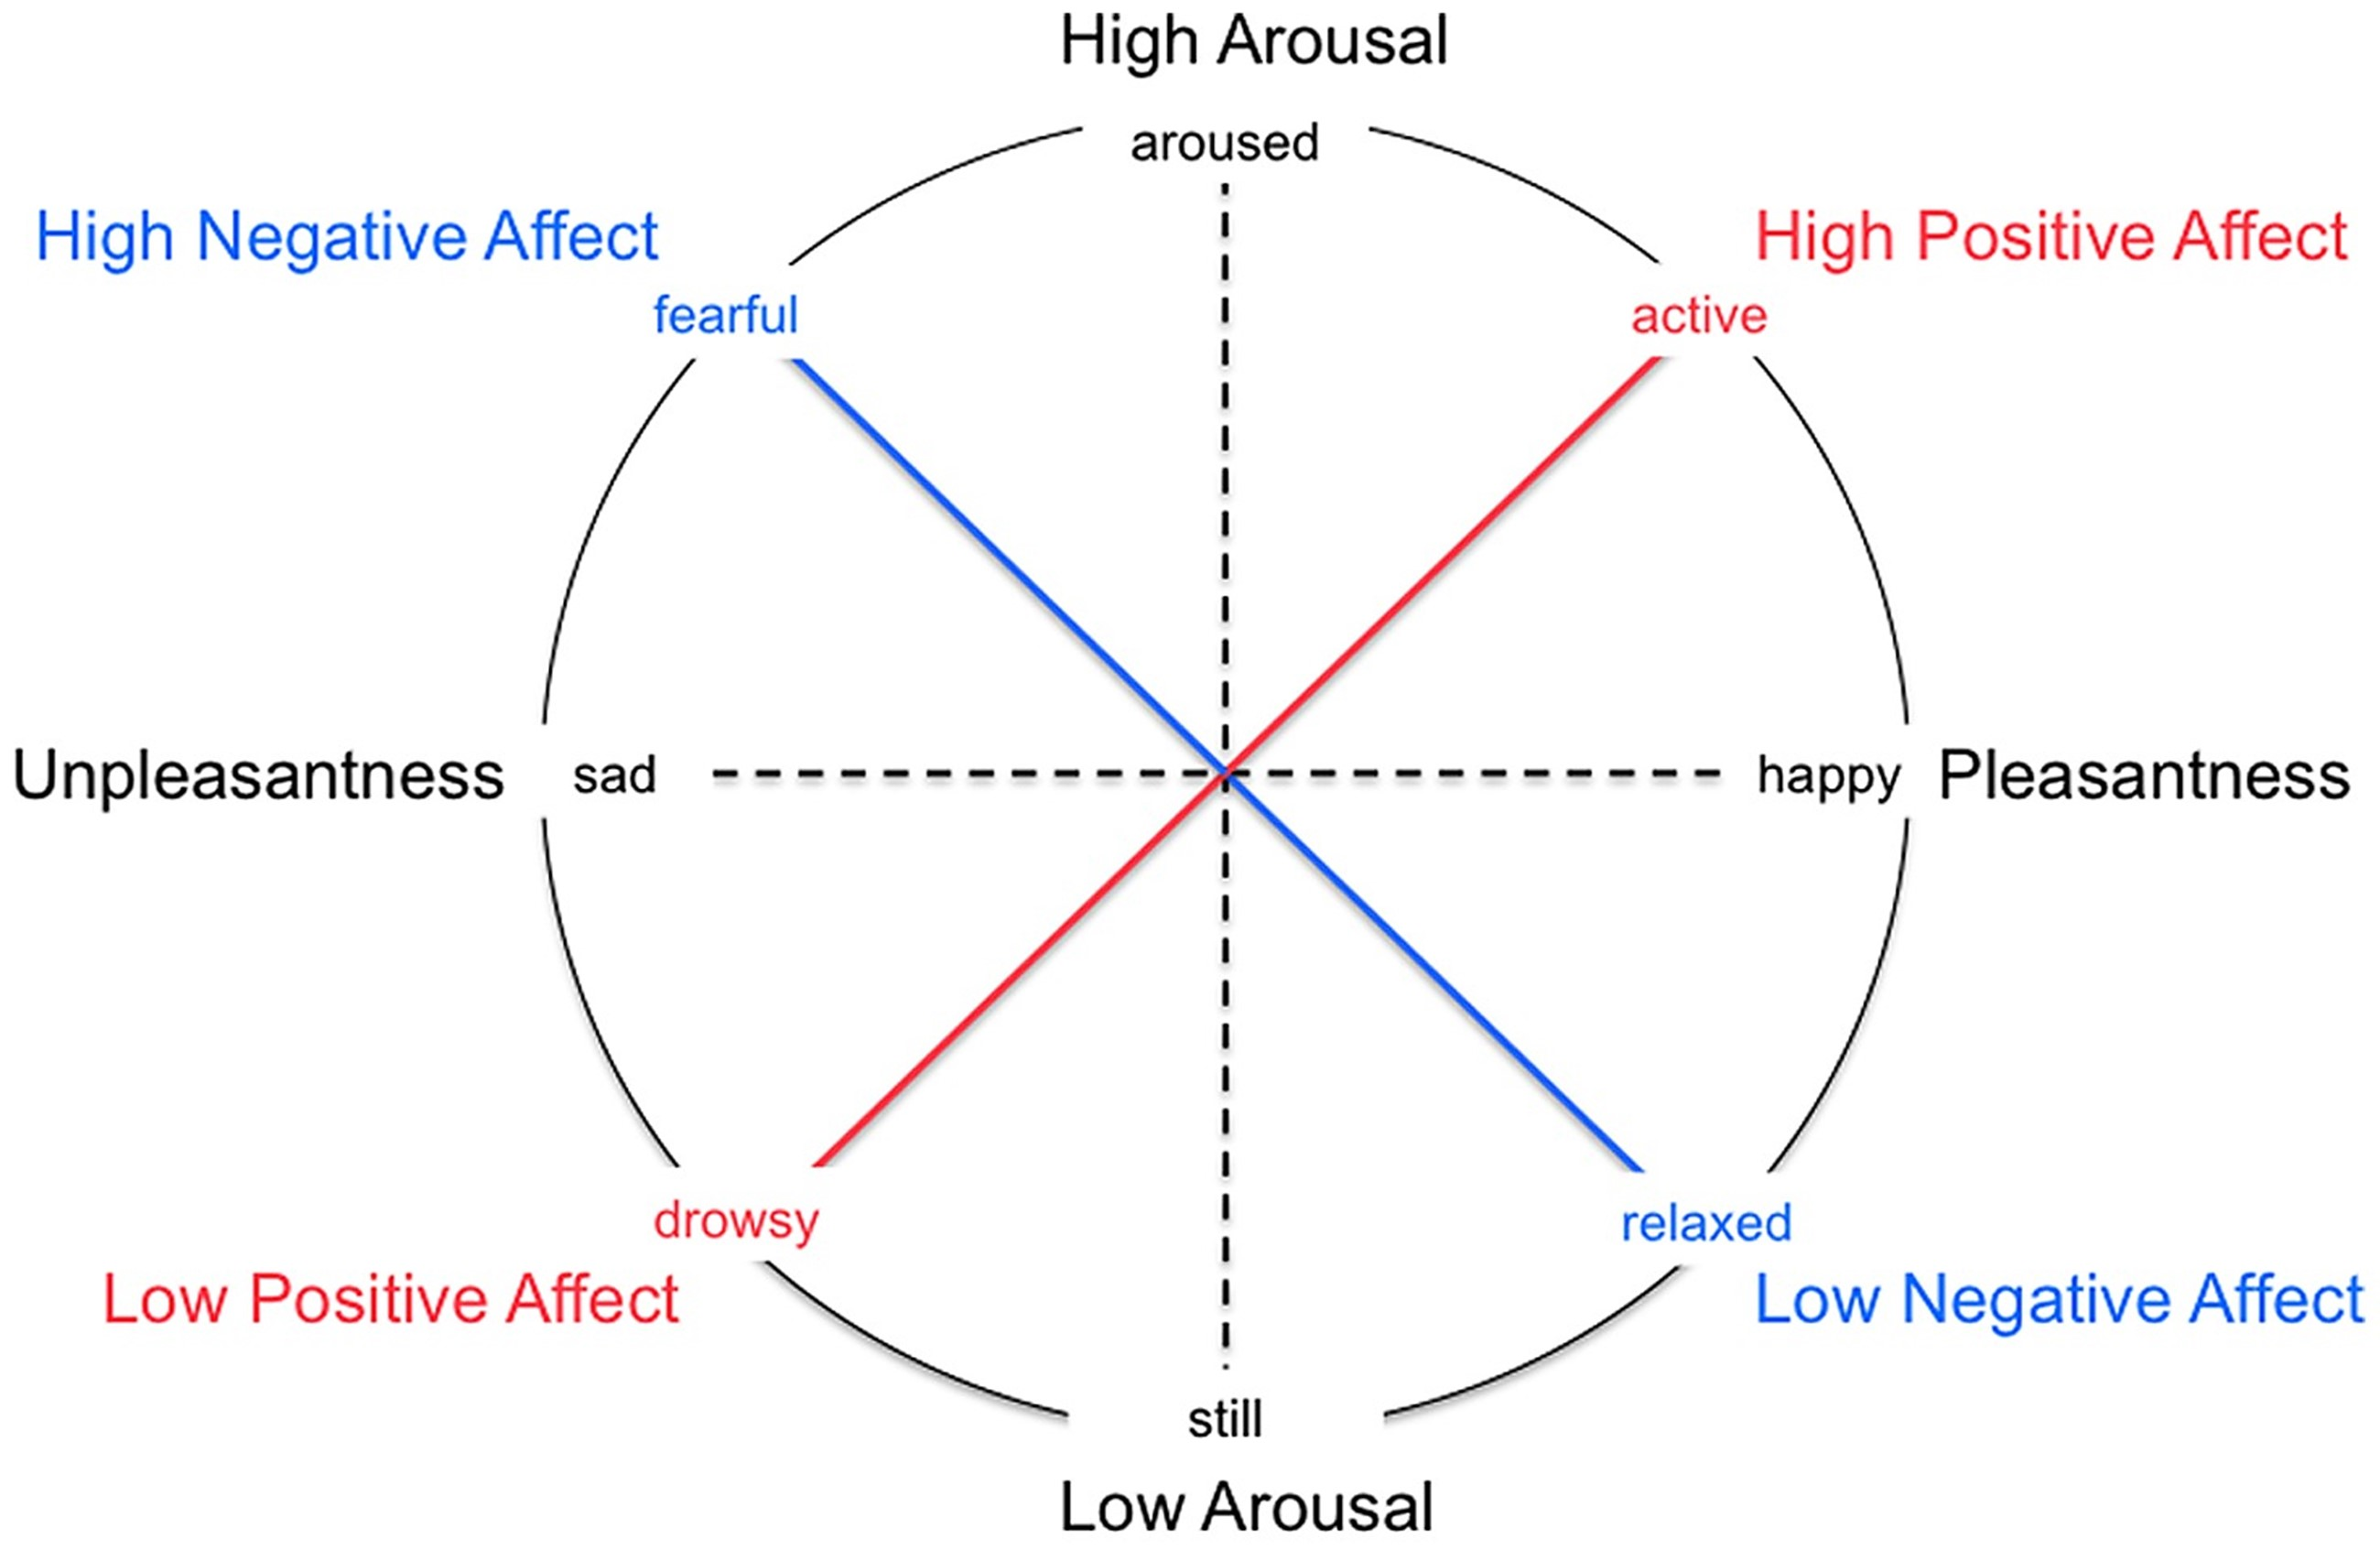 High Arousal
aroused
High Negative Affect
High Positive Affect
fearful
active
Unpleasantness
sad
happy
Pleasantness
drowsy
relaxed
Low Positive Affect
Low Negative Affect
still
Low Arousal